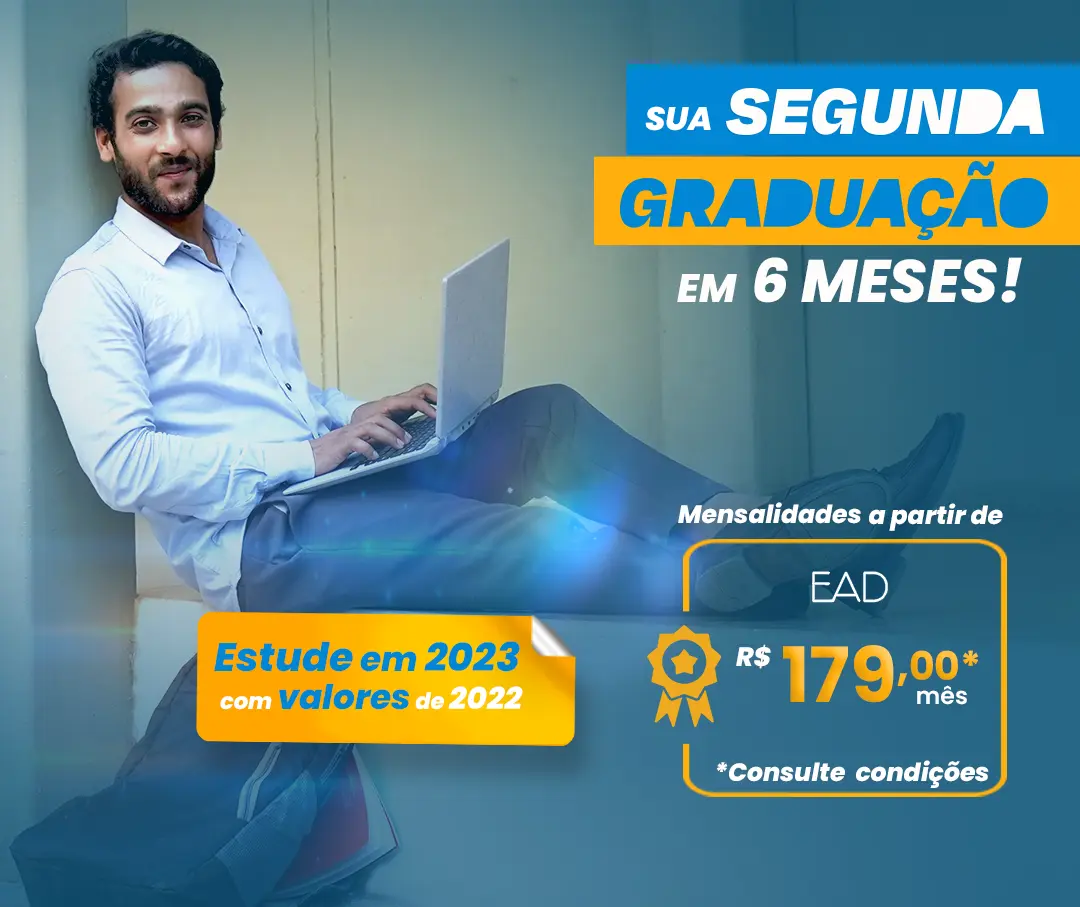 SUA SEGUNDA
GRADUAÇÃO
EM 6 MESES!
Mensalidades a partir de
EAD
R$ 179,00*
mês
*Consulte condições
Estude em 2023
com valores de 2022